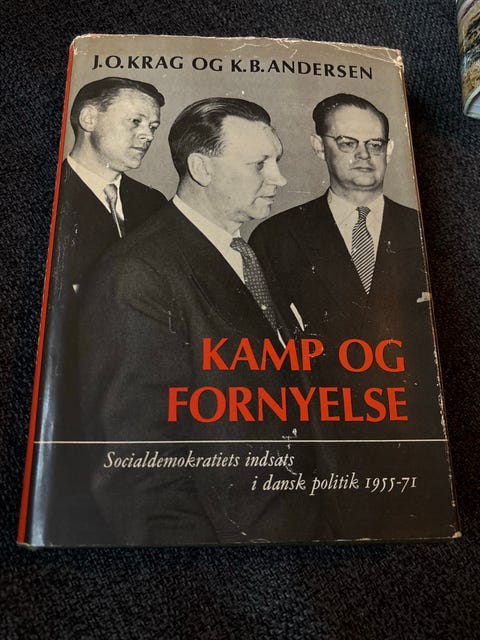 J.O.KRAG OG K.B.ANDERSEN
KAMP OG
FORNYELSE
Socialdemokratiets indsats
i dansk politik 1955-71